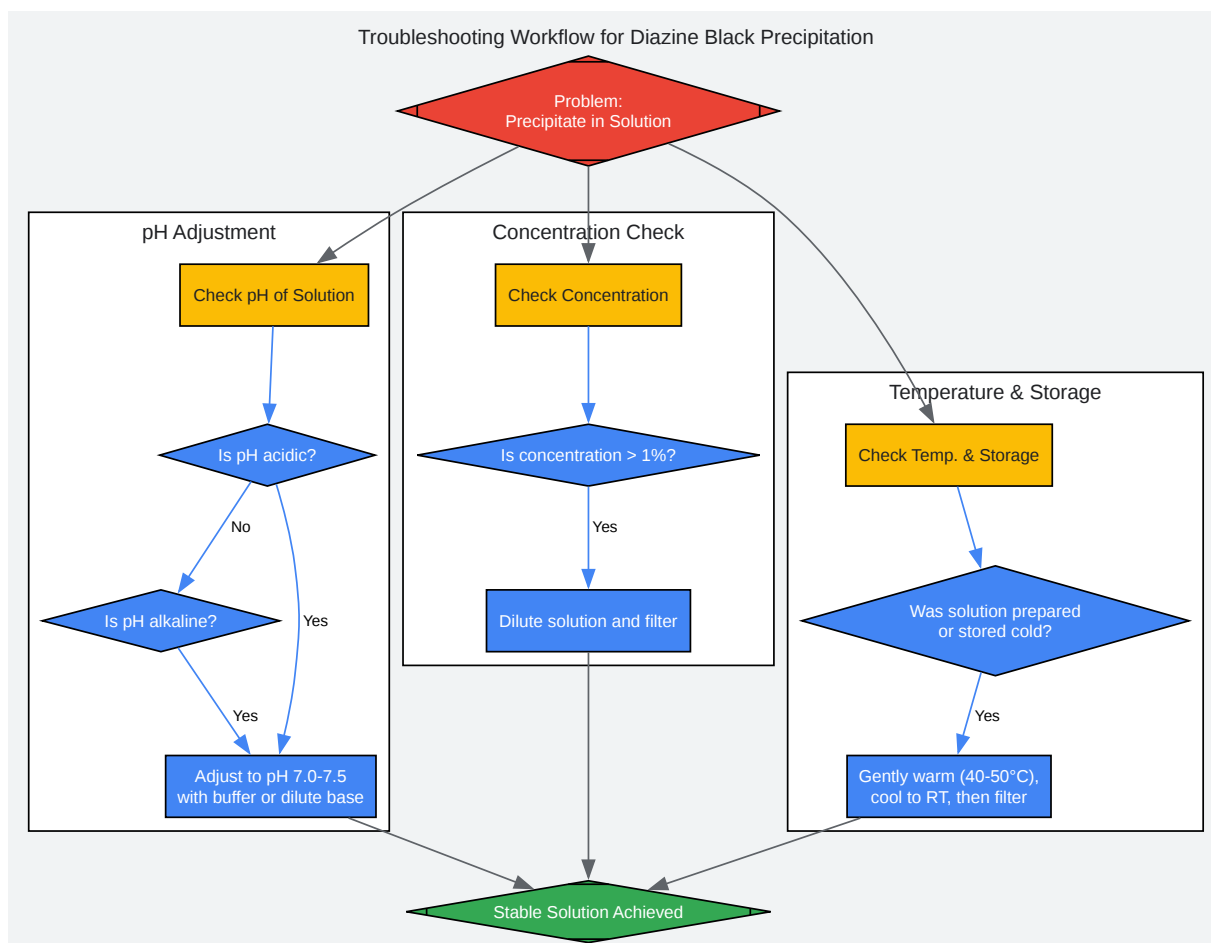 Troubleshooting Workflow for Diazine Black Precipitation
Problem:
Precipitate in Solution
pH Adjustment
Check pH of Solution
Is pH acidic?
No
Yes
Is pH alkaline?
Yes
Adjust to pH 7.0-7.5
with buffer or dilute base
Concentration Check
Check Concentration
Is concentration > 1%?
Yes
Dilute solution and filter
Temperature & Storage
Check Temp. & Storage
Was solution prepared
or stored cold?
Yes
Gently warm (40-50°C),
cool to RT, then filter
Stable Solution Achieved